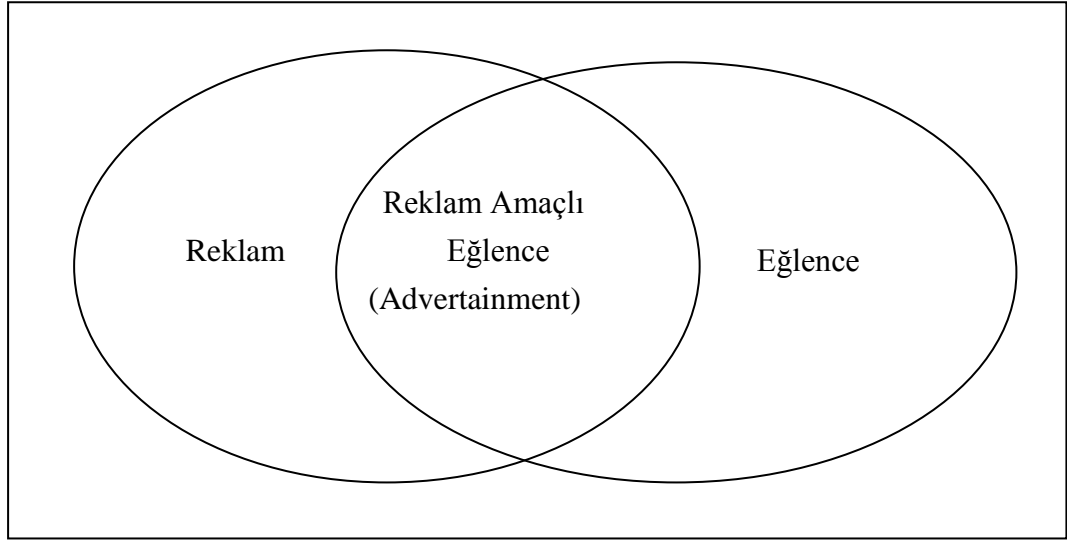 Reklam
Reklam Amaçlı
Eğlence
(Advertainment)
Eğlence